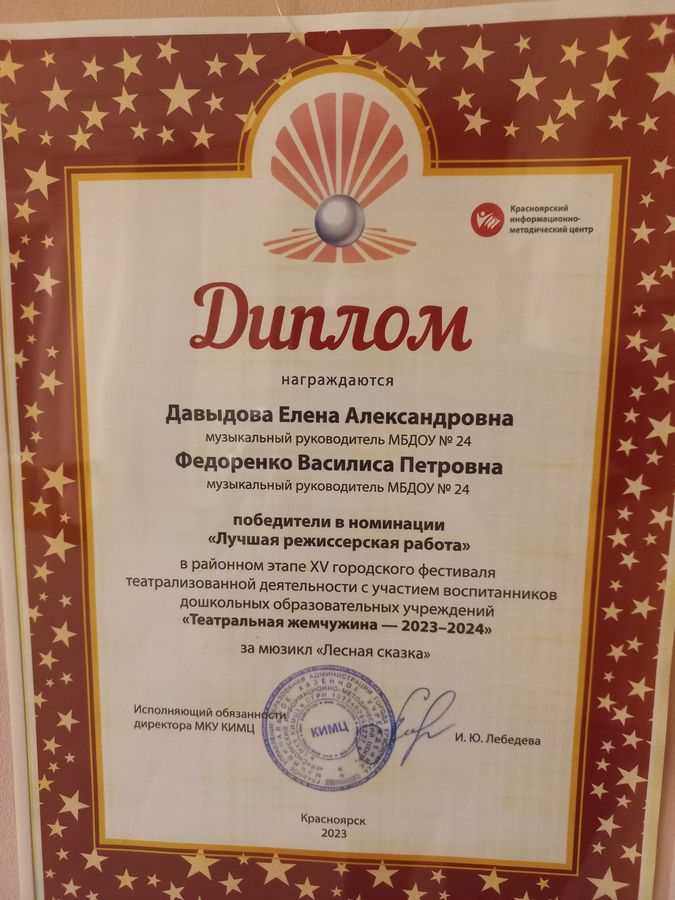 Красноярский
информационно-
методический центр
Диплом
награждаются
Давыдова Елена Александровна
музыкальный руководитель МБДОУ № 24
Федоренко Василиса Петровна
музыкальный руководитель МБДОУ № 24
победители в номинации
«Лучшая режиссерская работа»
в районном этапе XV городского фестиваля
театрализованной деятельности с участием воспитанников
дошкольных образовательных учреждений
«Театральная жемчужина — 2023–2024»
за мюзикл «Лесная сказка»
Исполняющий обязанности
директора МКУ КИМЦ
КИМЦ
И. Ю. Лебедева
Красноярск
2023